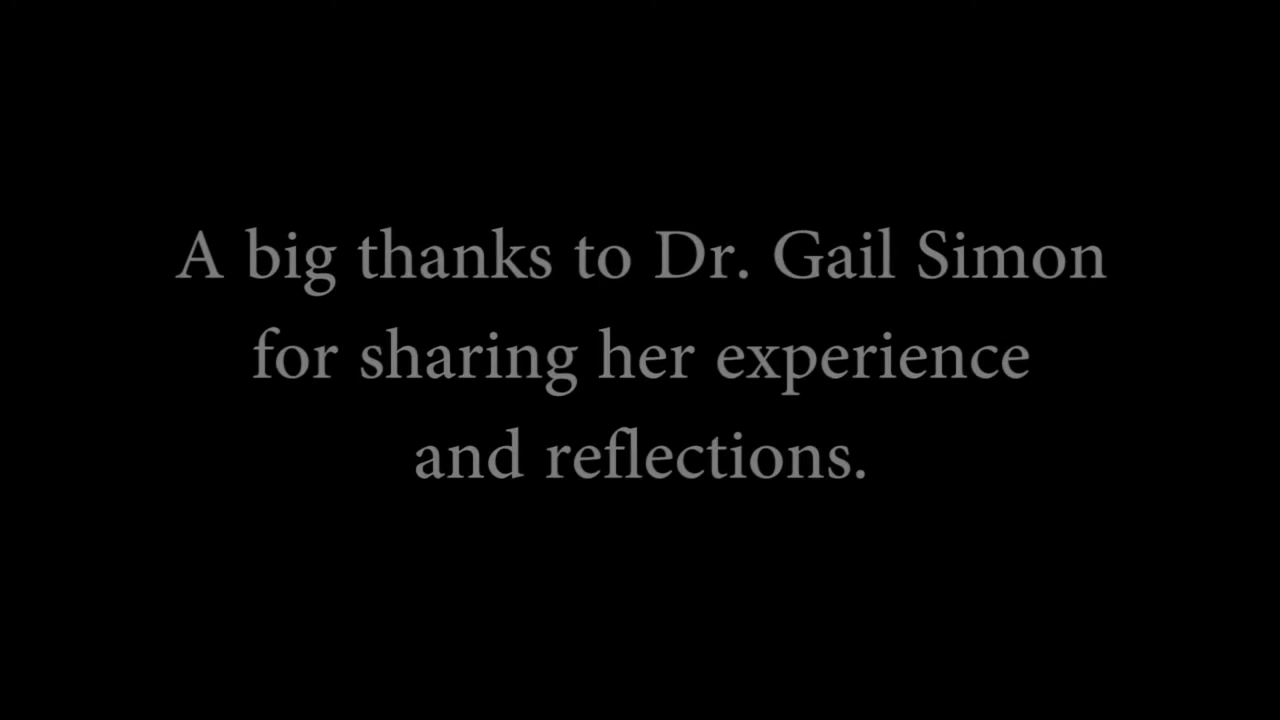 A big thanks to Dr. Gail Simon
for sharing her experience
and reflections.